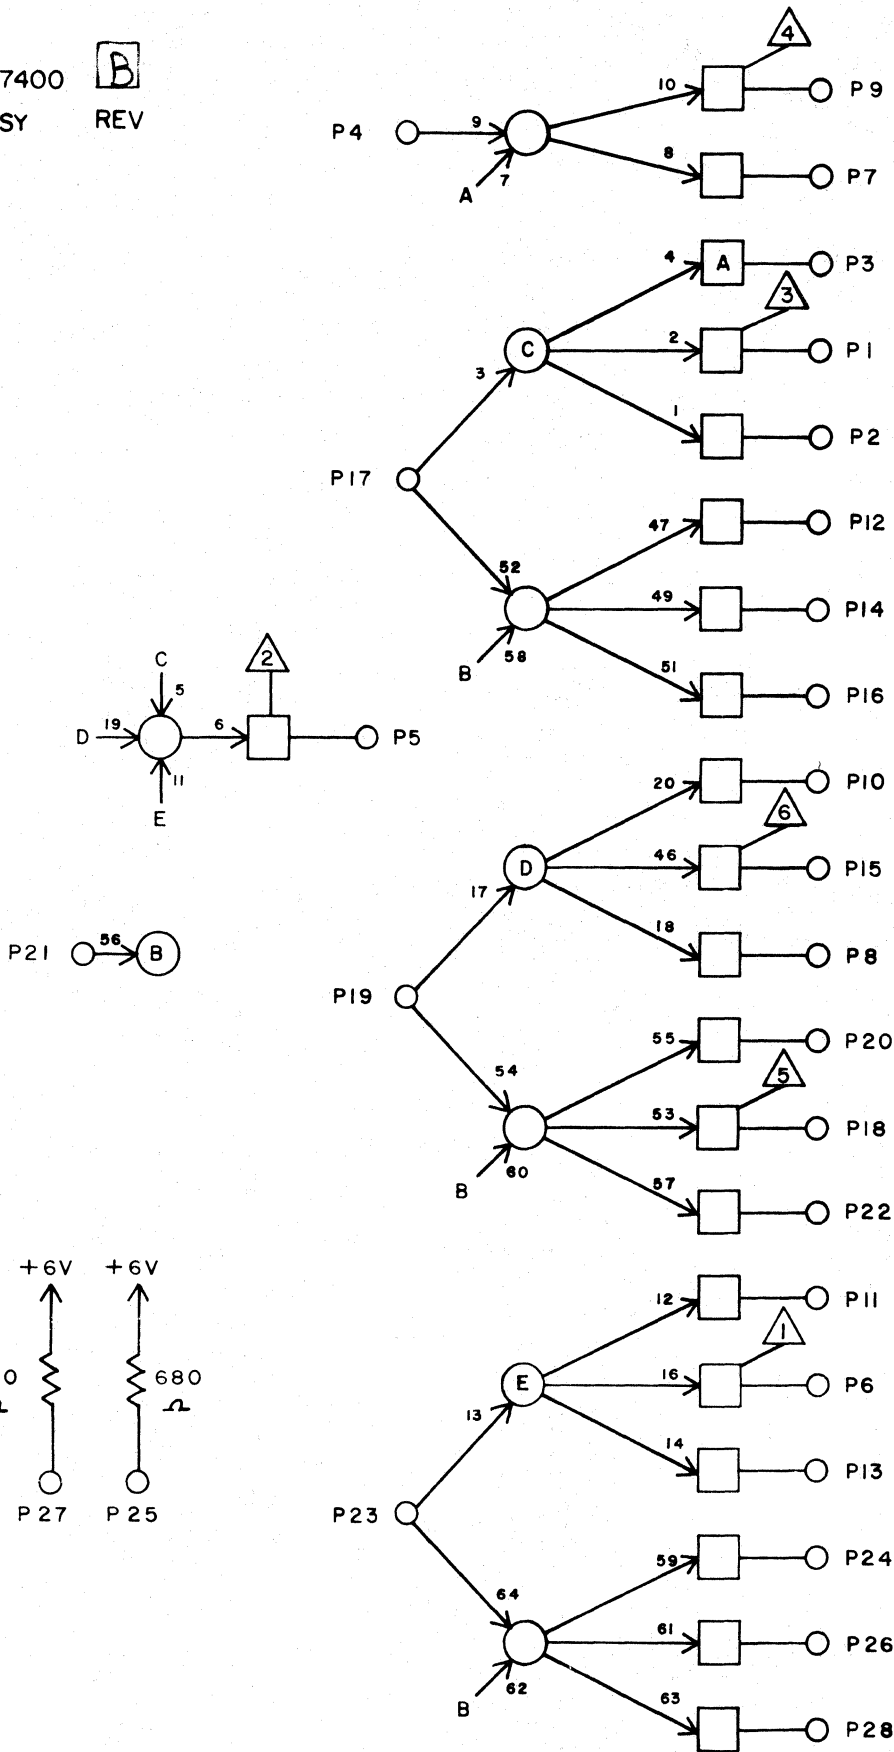 7400 B
SY REV
4
10 P9
P4 9
8 P7
A 7
4 A P3
3
C 2 P1
3
1 P2
P17
47 P12
52
49 P14
B 58
51 P16
C 2
5
D 19 6 P5
11
E
20 P10
6
D 46 P15
17
18 P8
P21 56 B
P19
55 P20
54 5
53 P18
B 60
57 P22
+6V +6V
12 P11
1
0 680
Ω Ω
E 16 P6
13
14 P13
P27 P25
P23
59 P24
64
61 P26
B 62
63 P28